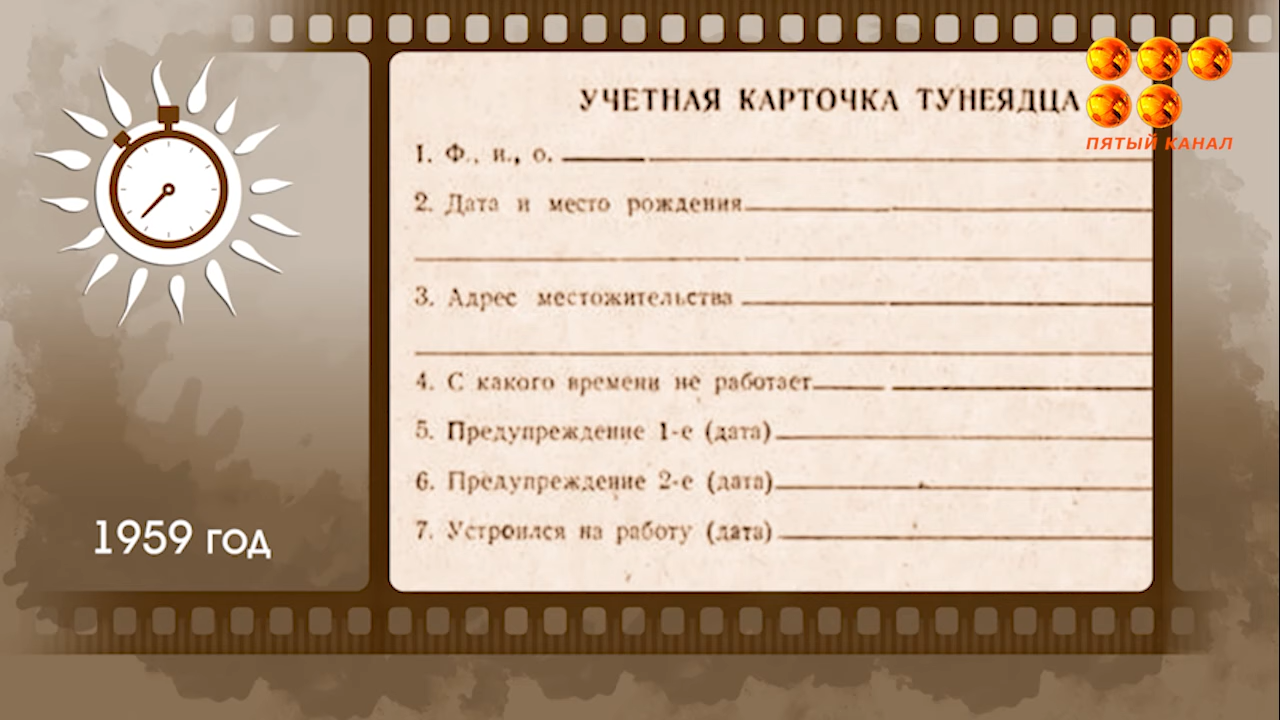 УЧЕТНАЯ КАРТОЧКА ТУНЕЯДЦА
1. Ф., и., о.
2. Дата и место рождения
3. Адрес местожительства
4. С какого времени не работает
5. Предупреждение 1-е (дата)
6. Предупреждение 2-е (дата)
7. Устроился на работу (дата)
1959 год
ПЯТЫЙ КАНАЛ